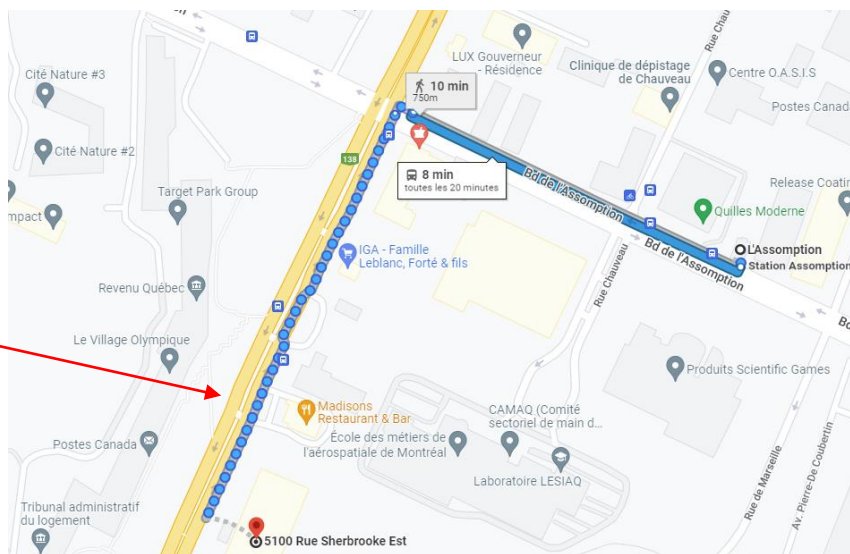 LUX Gouverneur
- Résidence
Rue Chau
Cité Nature #3
Clinique de dépistage
de Chauveau
Centre O.A.S.I.S
10 min
750m
Postes Canada
Cité Nature #2
138
8 min
toutes les 20 minutes
Bd de l'Assomption
Target Park Group
Release Coatin
mpact
Quilles Moderne
IGA - Famille
Leblanc, Forté & fils
Bd de l'Assomption
L'Assomption
Station Assomption
Revenu Québec
Rue Chauveau
Bd
Le Village Olympique
Produits Scientific Games
Madisons
Restaurant & Bar
CAMAQ (Comité
sectoriel de main d...
Postes Canada
École des métiers de
l'aérospatiale de Montréal
Laboratoire LESIAQ
Rue de Marseille
Av. Pierre-De Coubertin
Tribunal administratif
du logement
5100 Rue Sherbrooke Est